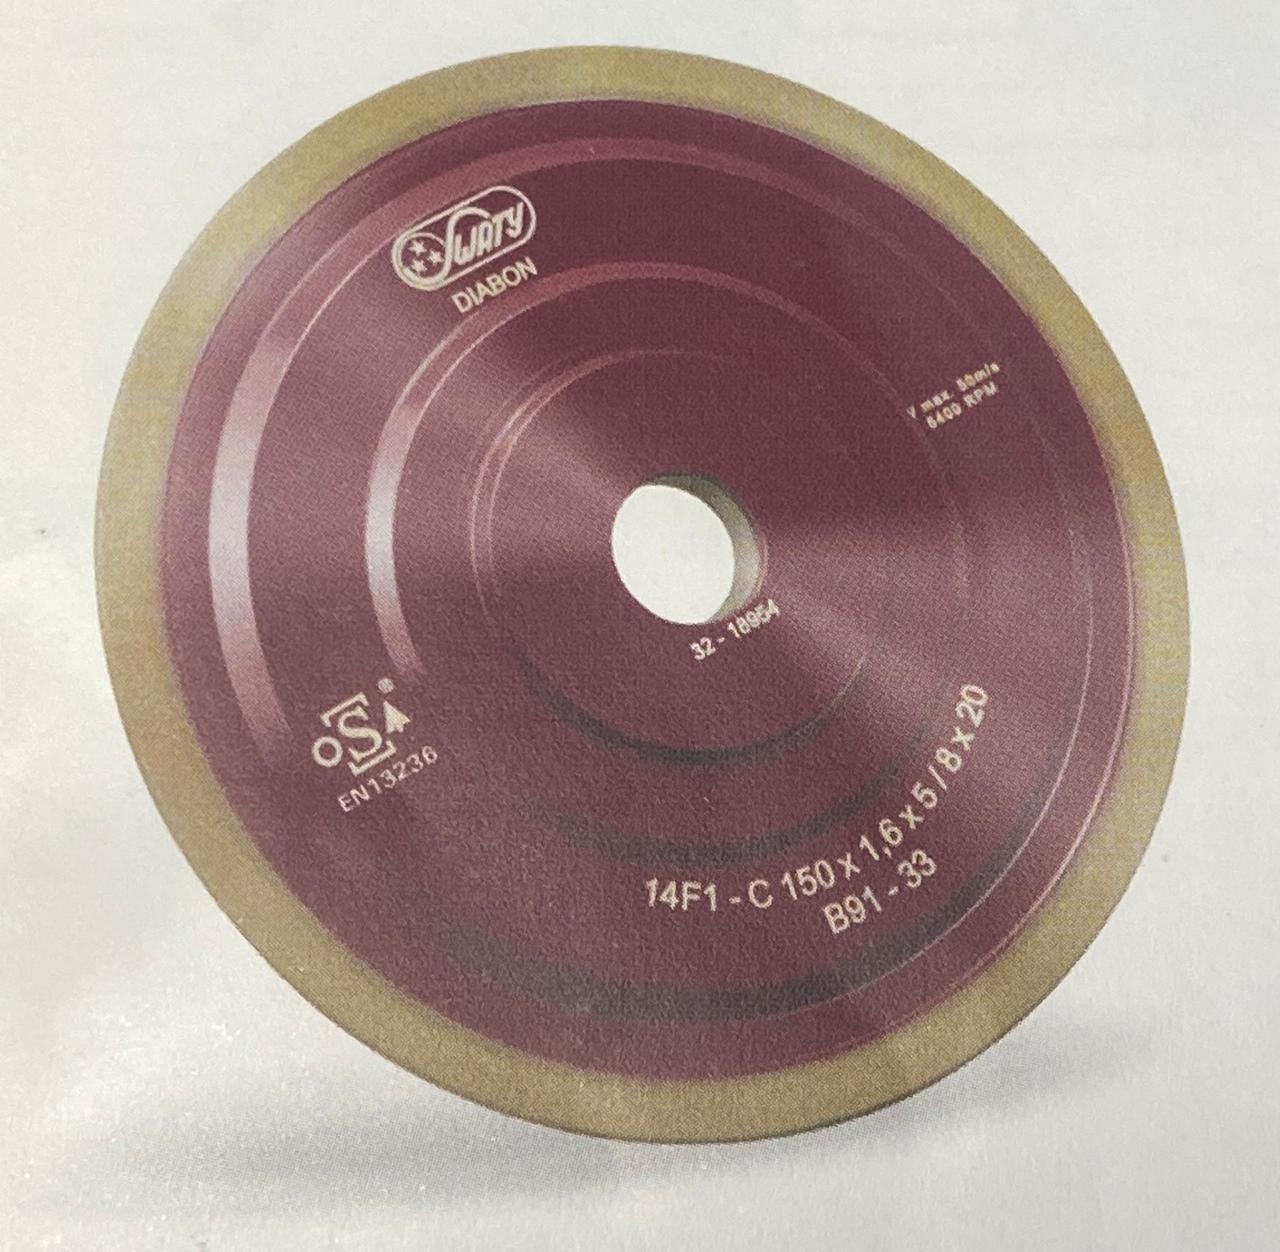 SWATY
DIABON
V max. 50m/s
6400 RPM
32 - 18954
oSa®
EN13236
14F1 - C 150 x 1,6 x 5 / 8 x 20
B91 - 33